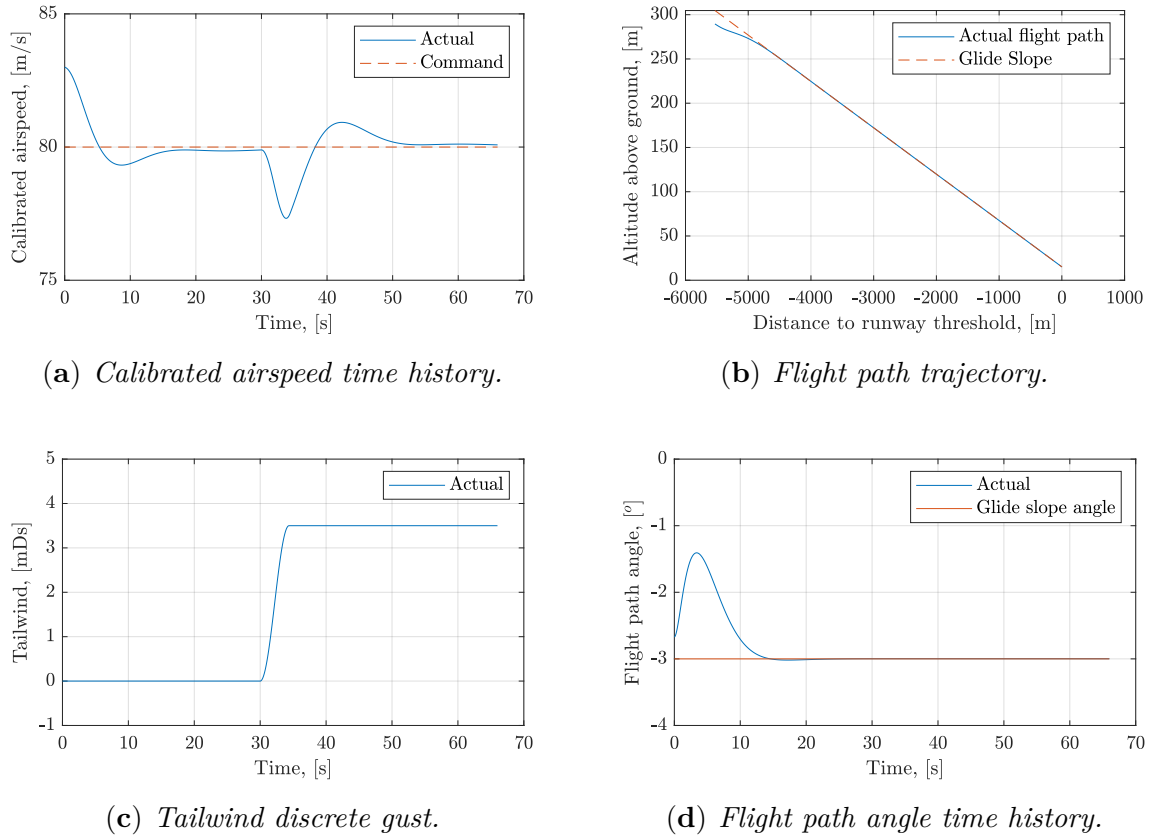 85
80
75
Calibrated airspeed, [m/s]
Actual
Command
0 10 20 30 40 50 60 70
Time, [s]
(a) Calibrated airspeed time history.
300
250
200
150
100
50
0
Altitude above ground, [m]
Actual flight path
Glide Slope
-6000 -5000 -4000 -3000 -2000 -1000 0 1000
Distance to runway threshold, [m]
(b) Flight path trajectory.
5
4
3
2
1
0
-1
Tailwind, [mDs]
Actual
0 10 20 30 40 50 60 70
Time, [s]
(c) Tailwind discrete gust.
0
-1
-2
-3
-4
Flight path angle, [o]
Actual
Glide slope angle
0 10 20 30 40 50 60 70
Time, [s]
(d) Flight path angle time history.